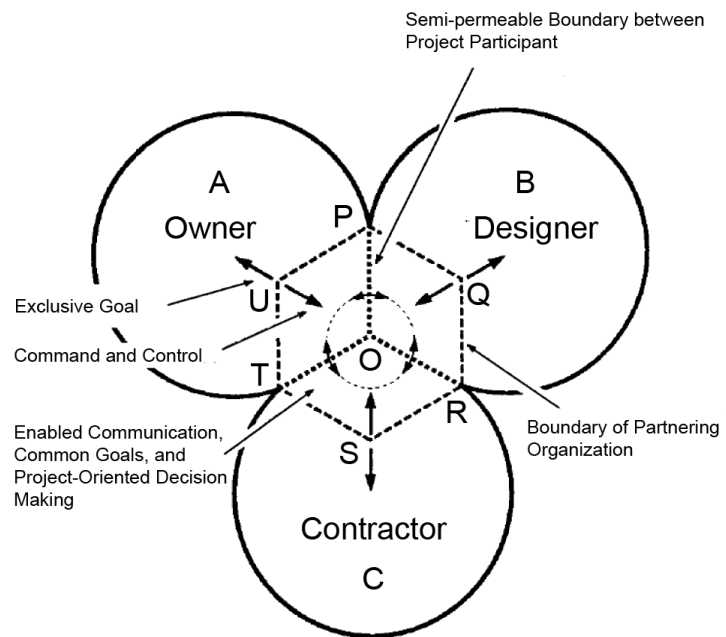 Semi-permeable Boundary between
Project Participant
A
Owner
B
Designer
P
Exclusive Goal
U
Q
Command and Control
O
T
R
Enabled Communication,
Common Goals, and
Project-Oriented Decision
Making
S
Boundary of Partnering
Organization
Contractor
C